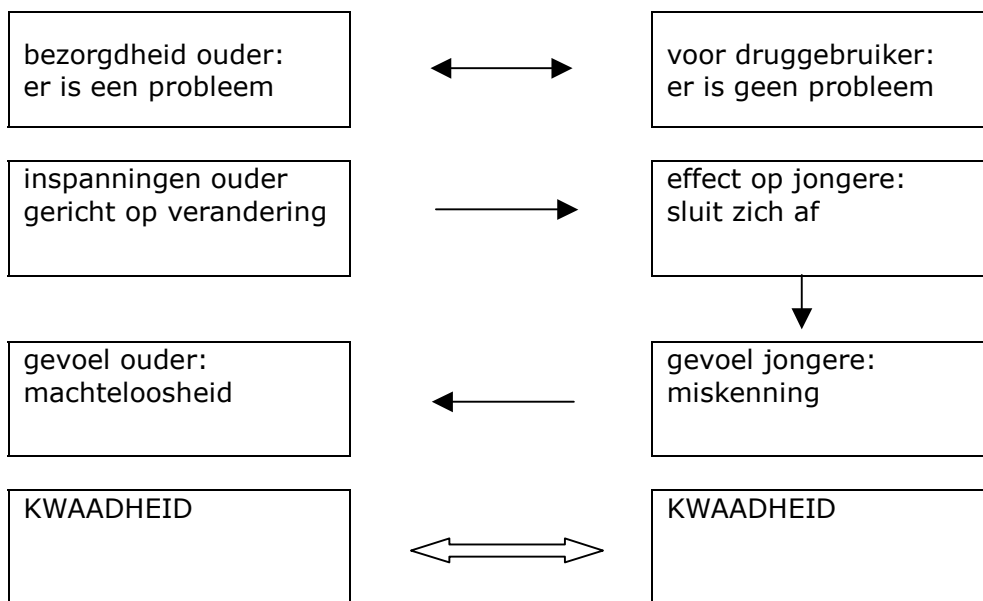 bezorgdheid ouder:
er is een probleem
voor druggebruiker:
er is geen probleem
inspanningen ouder
gericht op verandering
effect op jongere:
sluit zich af
gevoel ouder:
machteloosheid
gevoel jongere:
miskenning
KWAADHEID
KWAADHEID